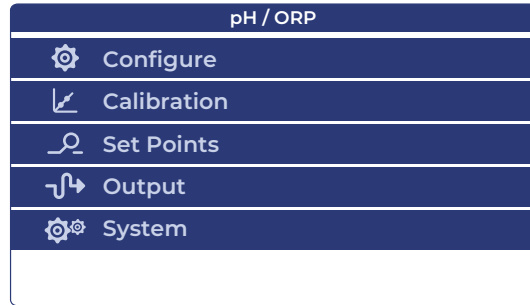 pH / ORP
Configure
Calibration
Set Points
Output
System